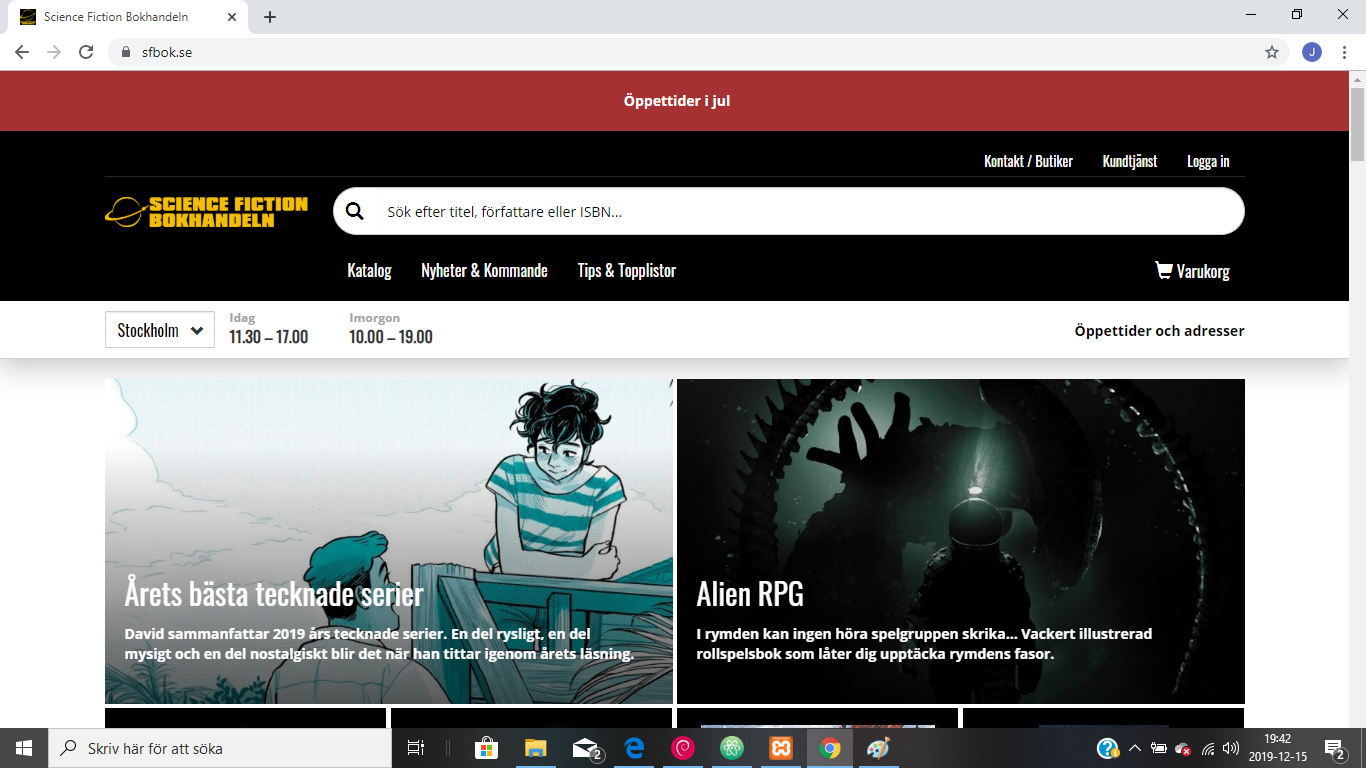 Science Fiction Bokhandeln
sfbok.se
J
Öppettider i jul
Kontakt / Butiker Kundtjänst Logga in
SCIENCE FICTION
BOKHANDELN
Sök efter titel, författare eller ISBN...
Katalog Nyheter & Kommande Tips & Topplistor Varukorg
Stockholm
Idag
11.30 – 17.00
Imorgon
10.00 – 19.00
Öppettider och adresser
Årets bästa tecknade serier
David sammanfattar 2019 års tecknade serier. En del rysligt, en del
mysigt och en del nostalgiskt blir det när han tittar igenom årets läsning.
Alien RPG
I rymden kan ingen höra spelgruppen skrika... Vackert illustrerad
rollspelsbok som låter dig upptäcka rymdens fasor.
Skriv här för att söka
2
19:42
2019-12-15
2